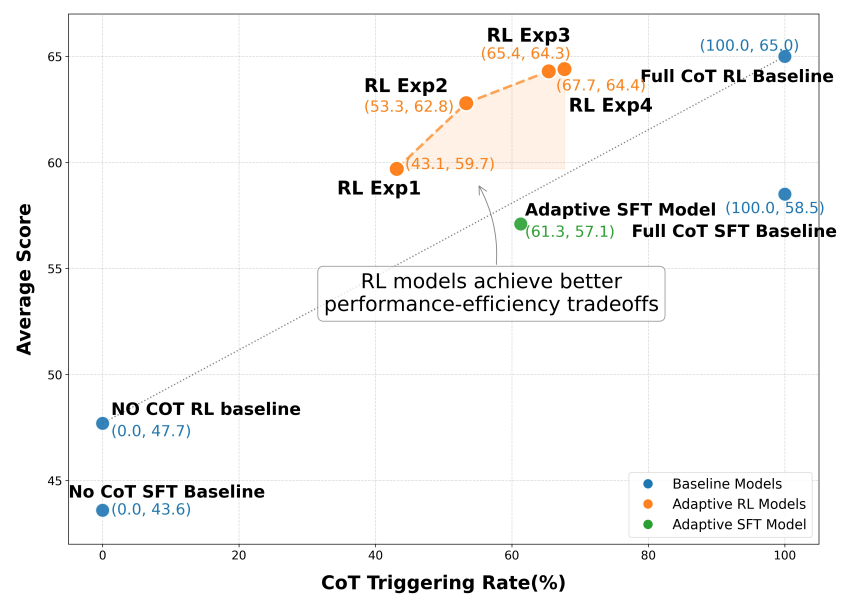 RL Exp3
(65.4, 64.3)
(100.0, 65.0)
65
Full CoT RL Baseline
RL Exp2
(67.7, 64.4)
(53.3, 62.8)
RL Exp4
60
(43.1, 59.7)
RL Exp1
Adaptive SFT Model
(100.0, 58.5)
(61.3, 57.1)
Full CoT SFT Baseline
55
RL models achieve better
performance-efficiency tradeoffs
50
NO COT RL baseline
(0.0, 47.7)
45
No CoT SFT Baseline
(0.0, 43.6)
Baseline Models
Adaptive RL Models
Adaptive SFT Model
0
20
40
60
80
100
CoT Triggering Rate(%)
Average Score